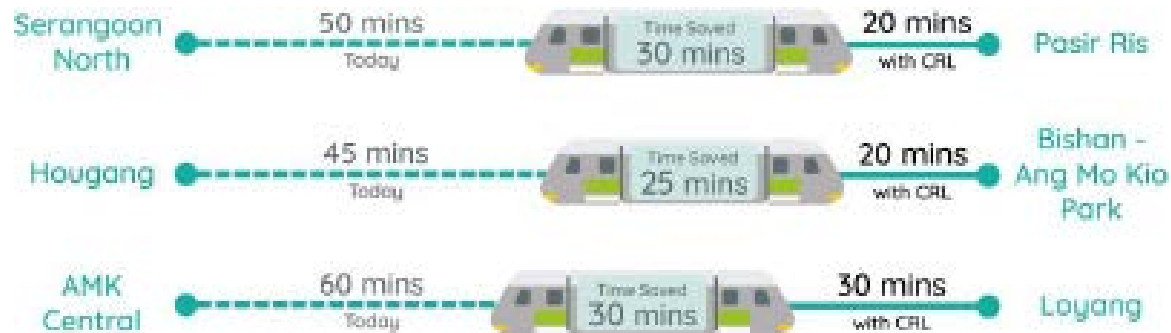 Serangoon North
50 mins
Today
Time Saved
30 mins
20 mins
with CRL
Pasir Ris
Hougang
45 mins
Today
Time Saved
25 mins
20 mins
with CRL
Bishan -
Ang Mo Kio
Park
AMK
Central
60 mins
Today
Time Saved
30 mins
30 mins
with CRL
Loyang